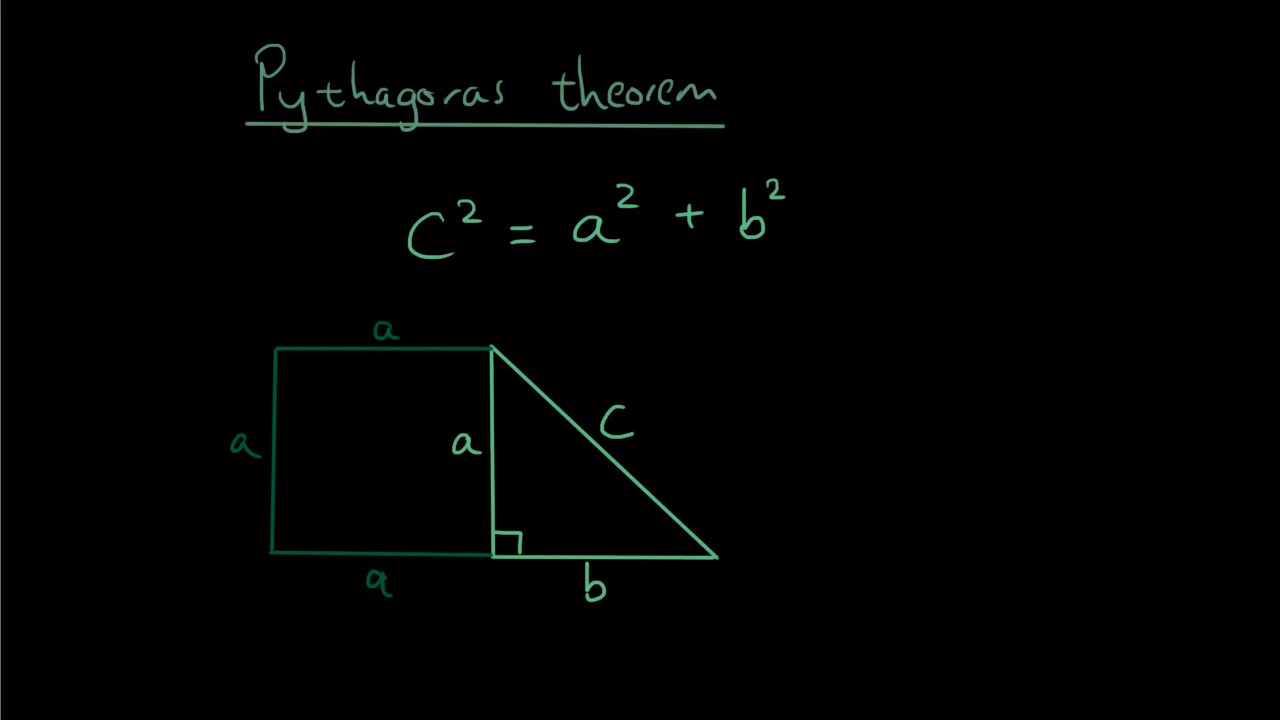 Pythagoras theorem
C² = a² + b²
a
a
a
C
a
b